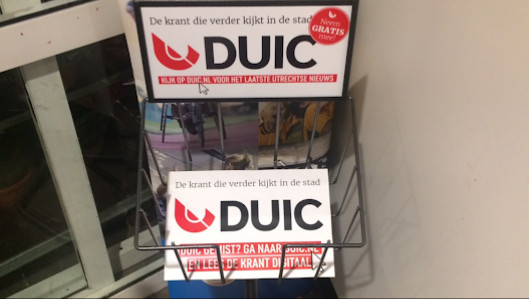 De krant die verder kijkt in de stad
Neem
GRATIS
mee!
DUIC
KIJK OP DUIC.NL VOOR HET LAATSTE UTRECHTSE NIEUWS
De krant die verder kijkt in de stad
DUIC
DUIC GEMIST? GA NAAR DUIC.NL
EN LEES DE KRANT DIGITAAL